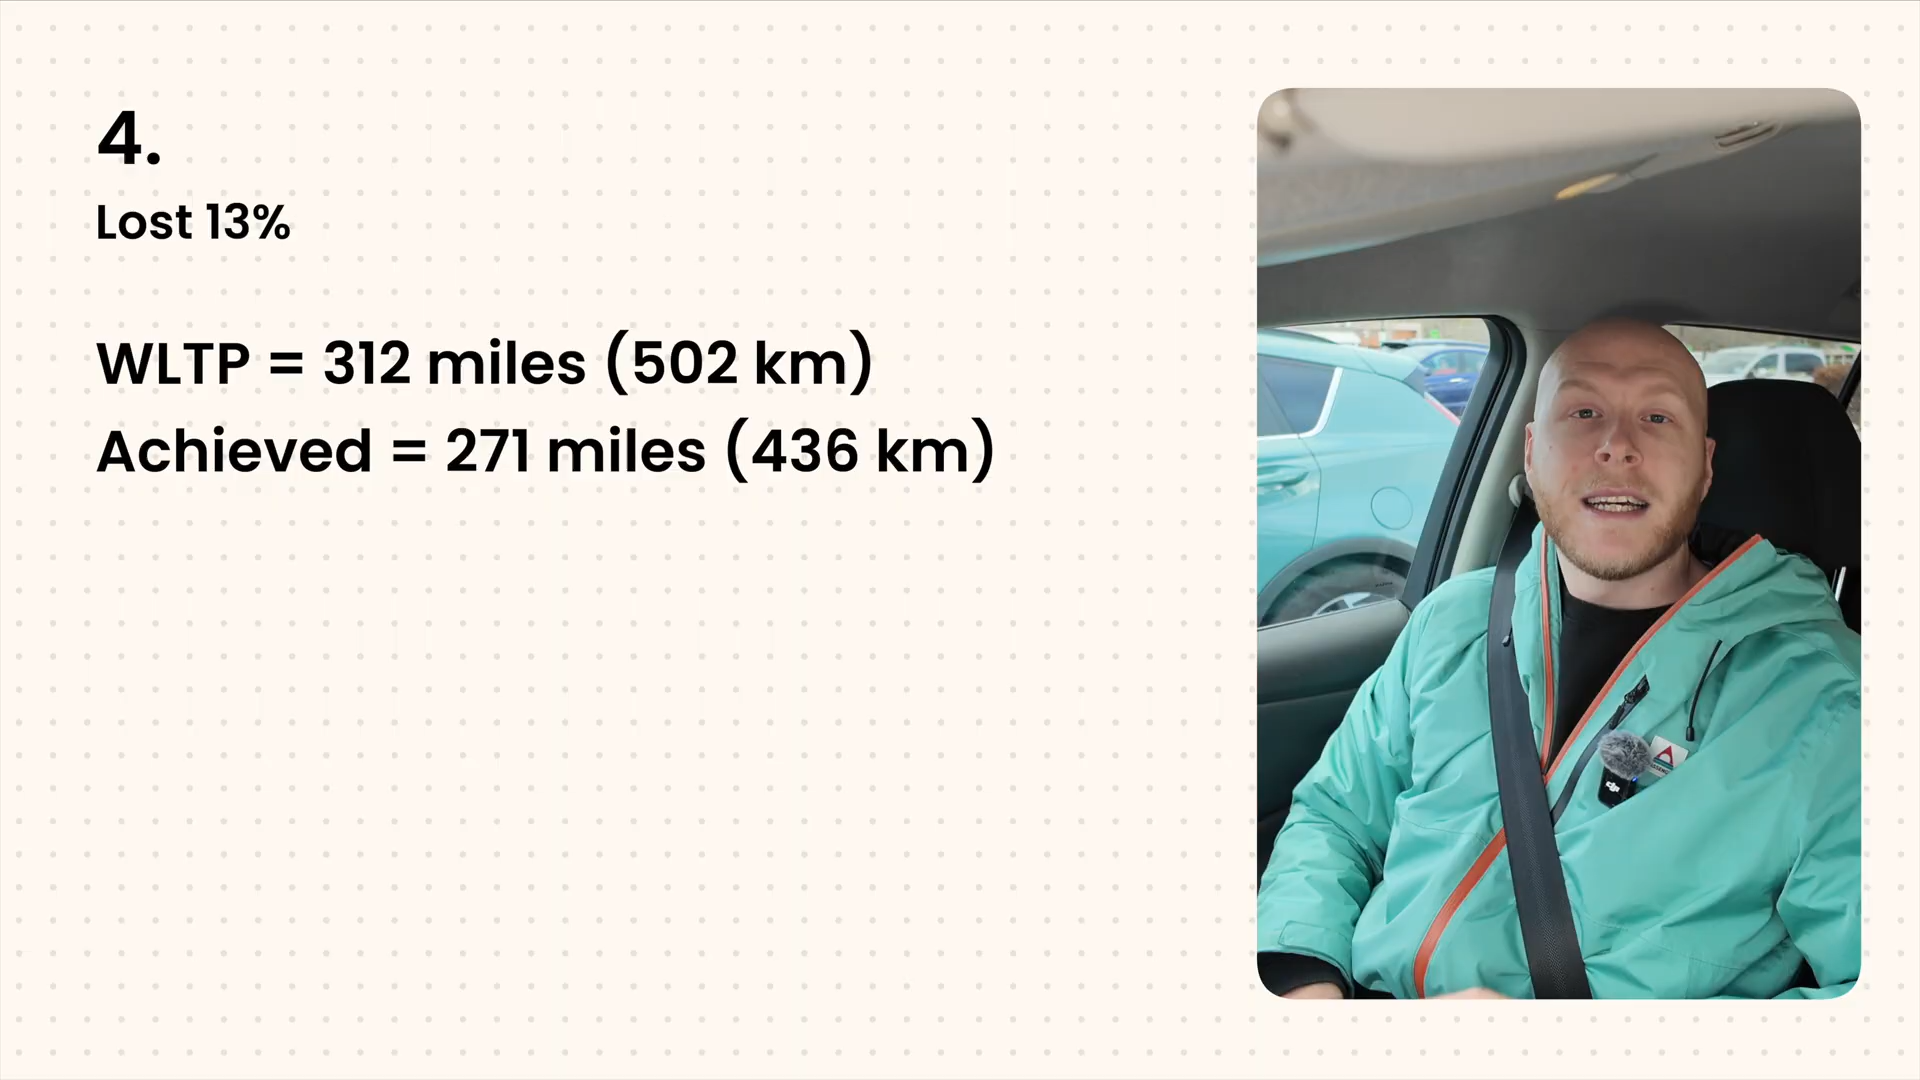 4.
Lost 13%
WLTP = 312 miles (502 km)
Achieved = 271 miles (436 km)